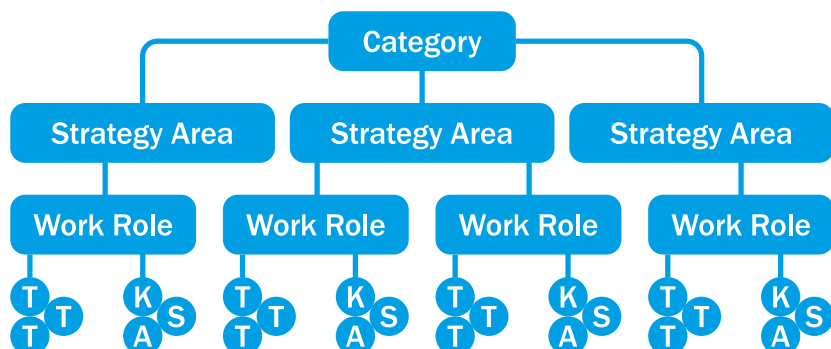 Category
Strategy Area Strategy Area Strategy Area
Work Role Work Role Work Role Work Role
T K T K T K T K
T S T S T S T S
T A T A T A T A